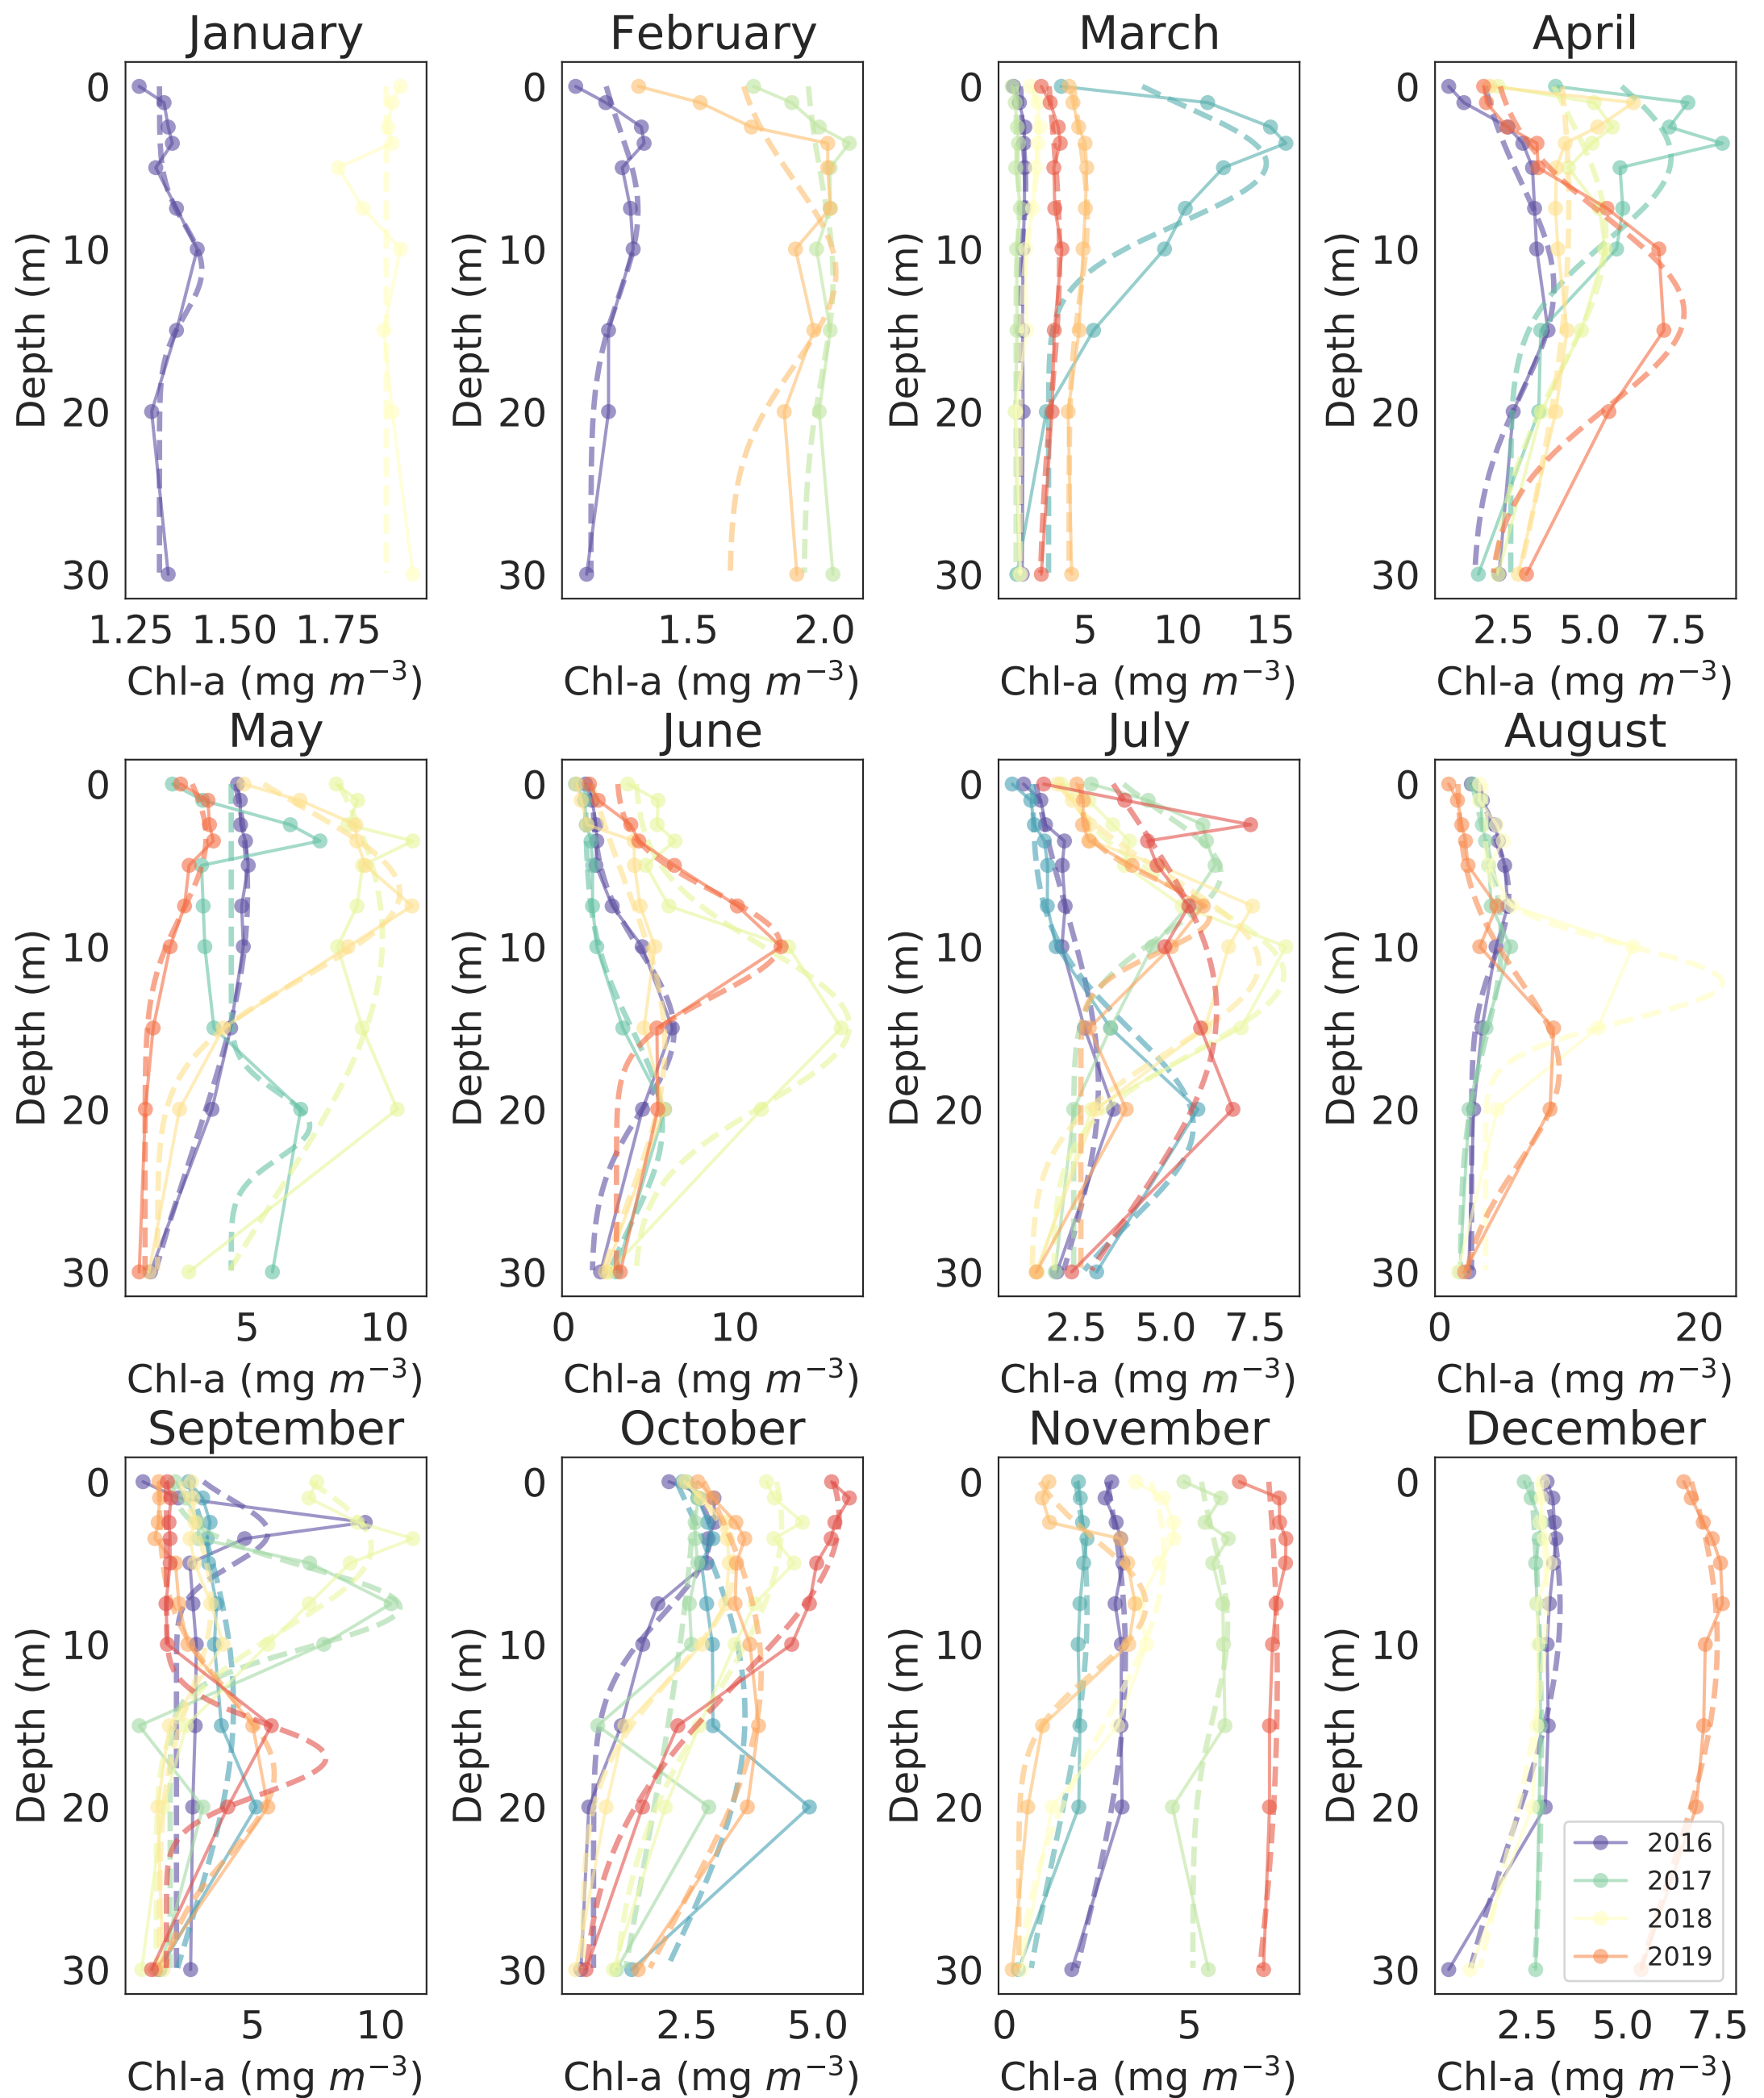 January February March April
0 0 0 0
10 10 10 10
20 20 20 20
30 30 30 30
Depth (m) Depth (m) Depth (m) Depth (m)
1.25 1.50 1.75 1.5 2.0 5 10 15 2.5 5.0 7.5
Chl-a (mg m⁻³) Chl-a (mg m⁻³) Chl-a (mg m⁻³) Chl-a (mg m⁻³)
May June July August
0 0 0 0
10 10 10 10
20 20 20 20
30 30 30 30
Depth (m) Depth (m) Depth (m) Depth (m)
5 10 0 10 2.5 5.0 7.5 0 20
Chl-a (mg m⁻³) Chl-a (mg m⁻³) Chl-a (mg m⁻³) Chl-a (mg m⁻³)
September October November December
0 0 0 0
10 10 10 10
20 20 20 20
30 30 30 30
Depth (m) Depth (m) Depth (m) Depth (m)
2016
2017
2018
2019
5 10 2.5 5.0 0 5 2.5 5.0 7.5
Chl-a (mg m⁻³) Chl-a (mg m⁻³) Chl-a (mg m⁻³) Chl-a (mg m⁻³)